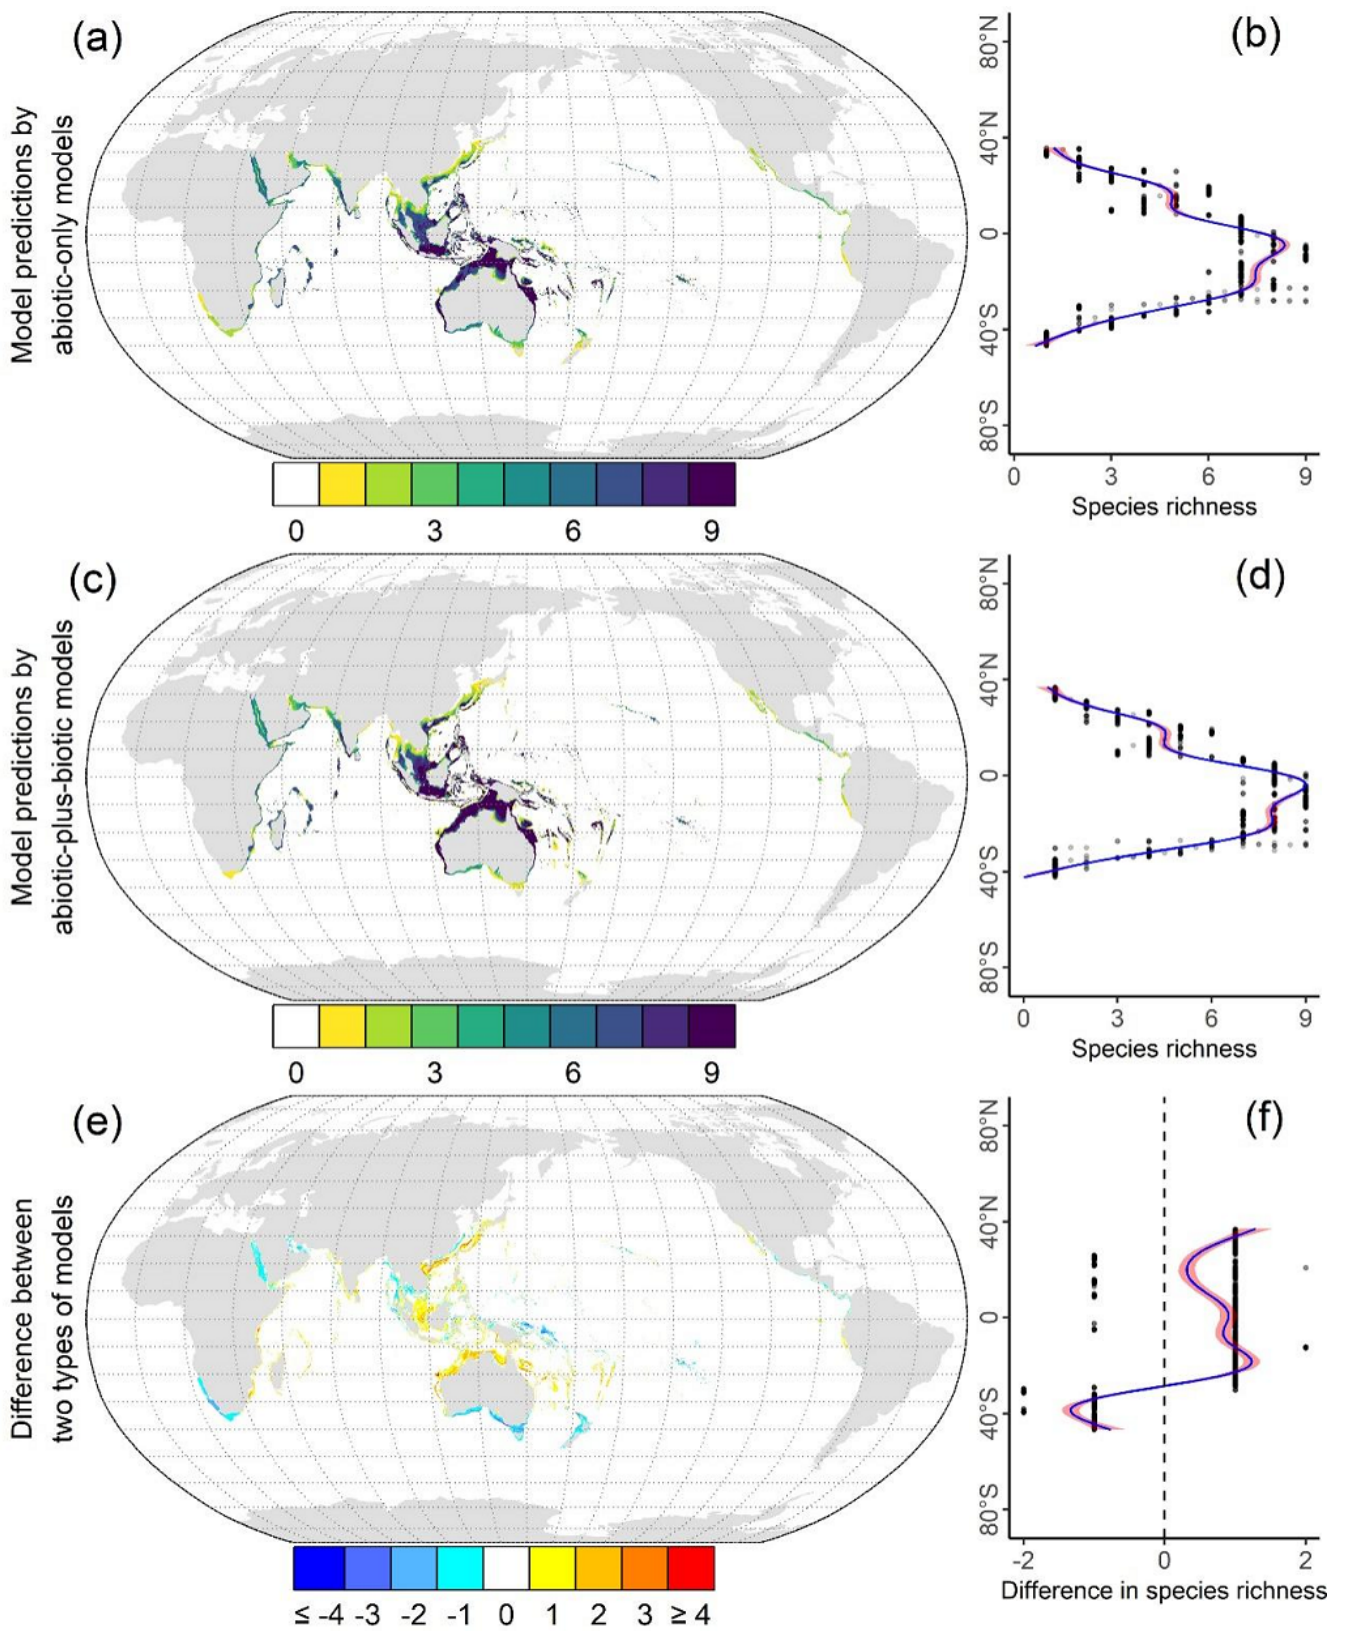 (a)
Model predictions by
abiotic-only models
0 3 6 9
(b)
80°N
40°N
0
40°S
80°S
0 3 6 9
Species richness
(c)
Model predictions by
abiotic-plus-biotic models
0 3 6 9
(d)
80°N
40°N
0
40°S
80°S
0 3 6 9
Species richness
(e)
Difference between
two types of models
≤ -4 -3 -2 -1 0 1 2 3 ≥ 4
(f)
80°N
40°N
0
40°S
80°S
-2 0 2
Difference in species richness